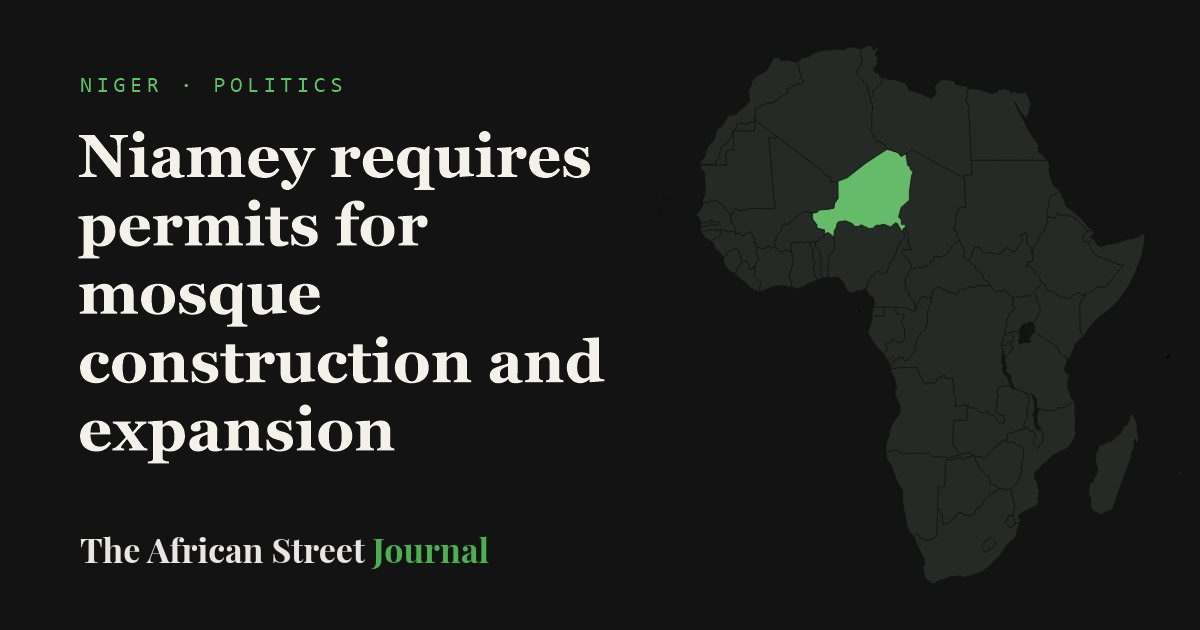 NIGER · POLITICS
Niamey requires
permits for
mosque
construction and
expansion
The African Street Journal